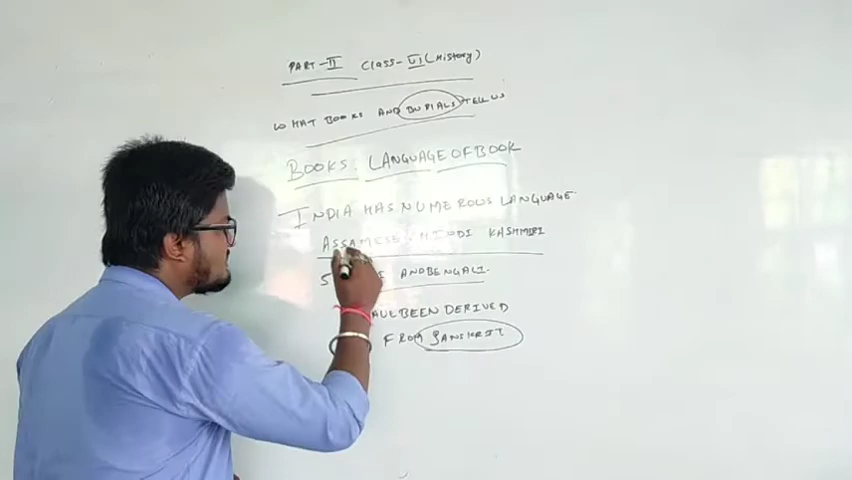 PART-II Class-VI (History)
WHAT BOOKS AND BURIALS TELL US
BOOKS. LANGUAGE OF BOOK
INDIA HAS NUMEROUS LANGUAGE
ASSAMESE. HINDI KASHMIRI
AND BENGALI.
BEEN DERIVED
FROM SANSKRIT